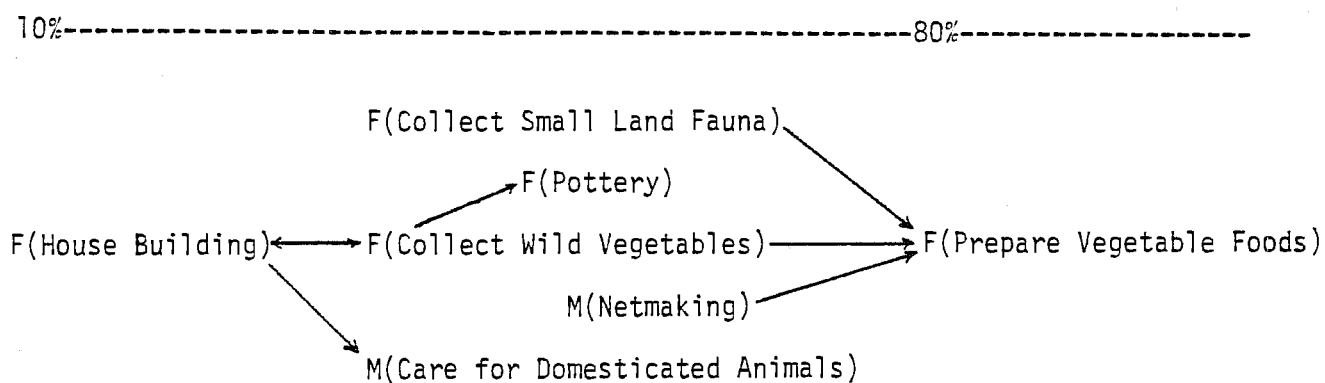 10%------------------------------------------------------80%-------------------
F(Collect Small Land Fauna)
F(Pottery)
F(House Building) F(Collect Wild Vegetables) F(Prepare Vegetable Foods)
M(Netmaking)
M(Care for Domesticated Animals)